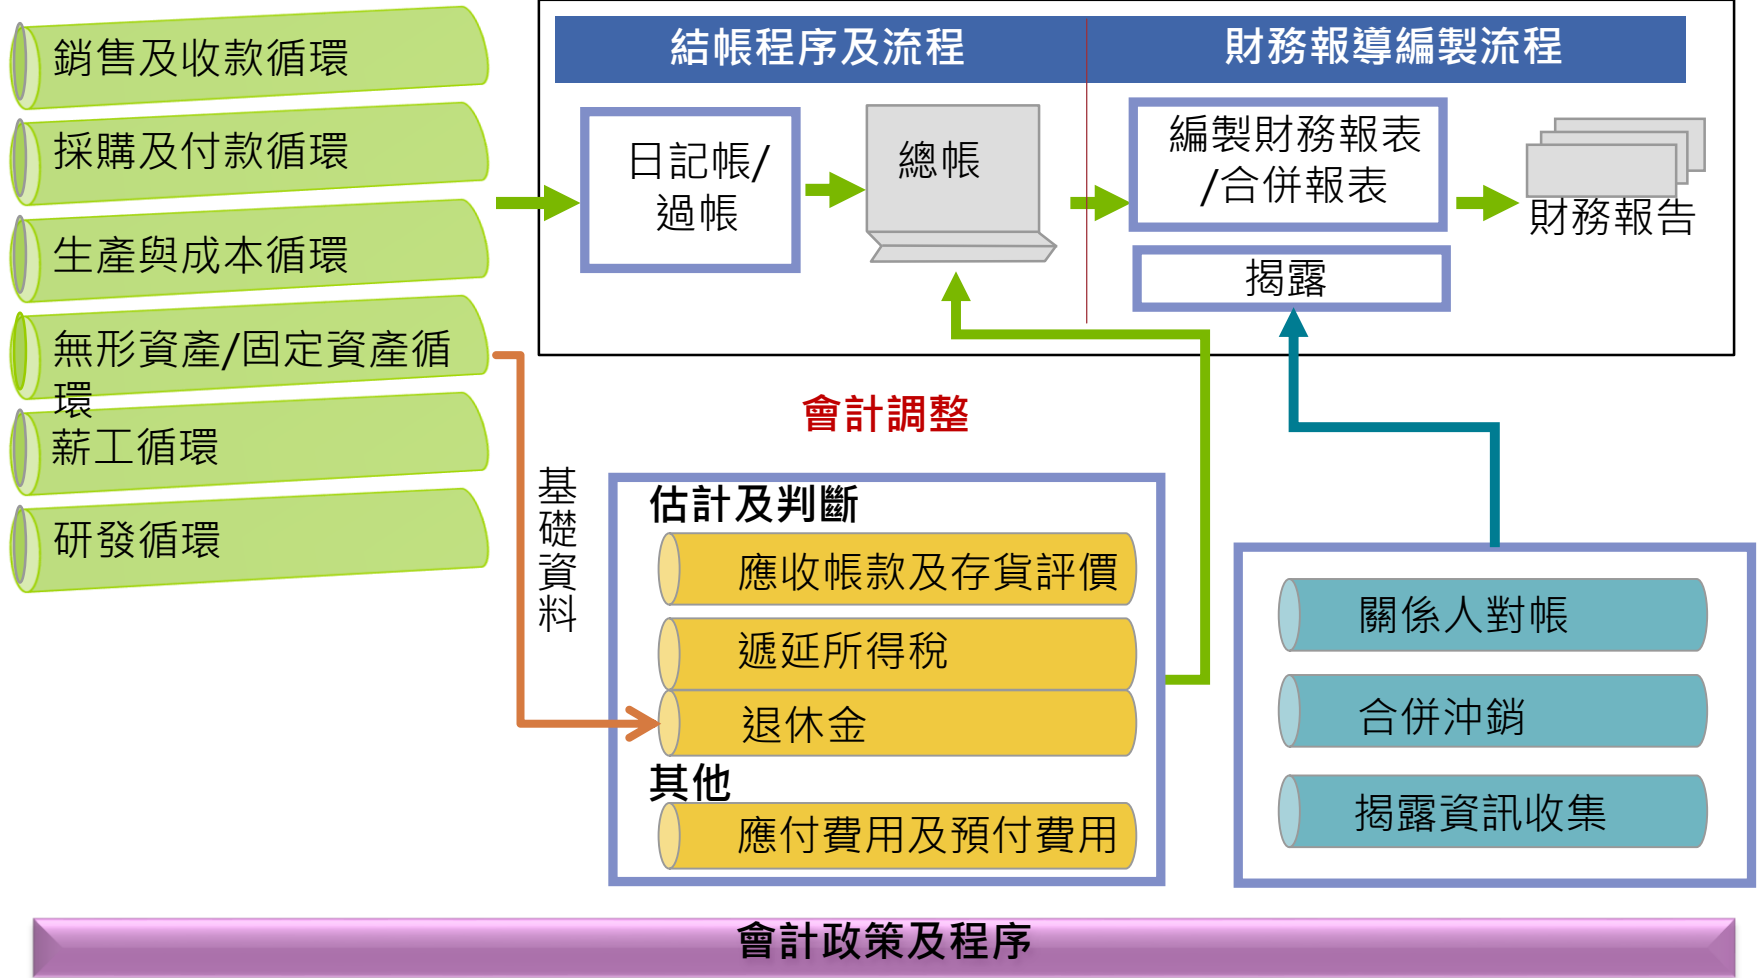 銷售及收款循環
採購及付款循環
生產與成本循環
無形資產/固定資產循
環
薪工循環
研發循環
結帳程序及流程
財務報導編製流程
日記帳/
過帳
總帳
編製財務報表
/合併報表
財務報告
揭露
會計調整
基礎資料
估計及判斷
應收帳款及存貨評價
遞延所得稅
退休金
其他
應付費用及預付費用
關係人對帳
合併沖銷
揭露資訊收集
會計政策及程序